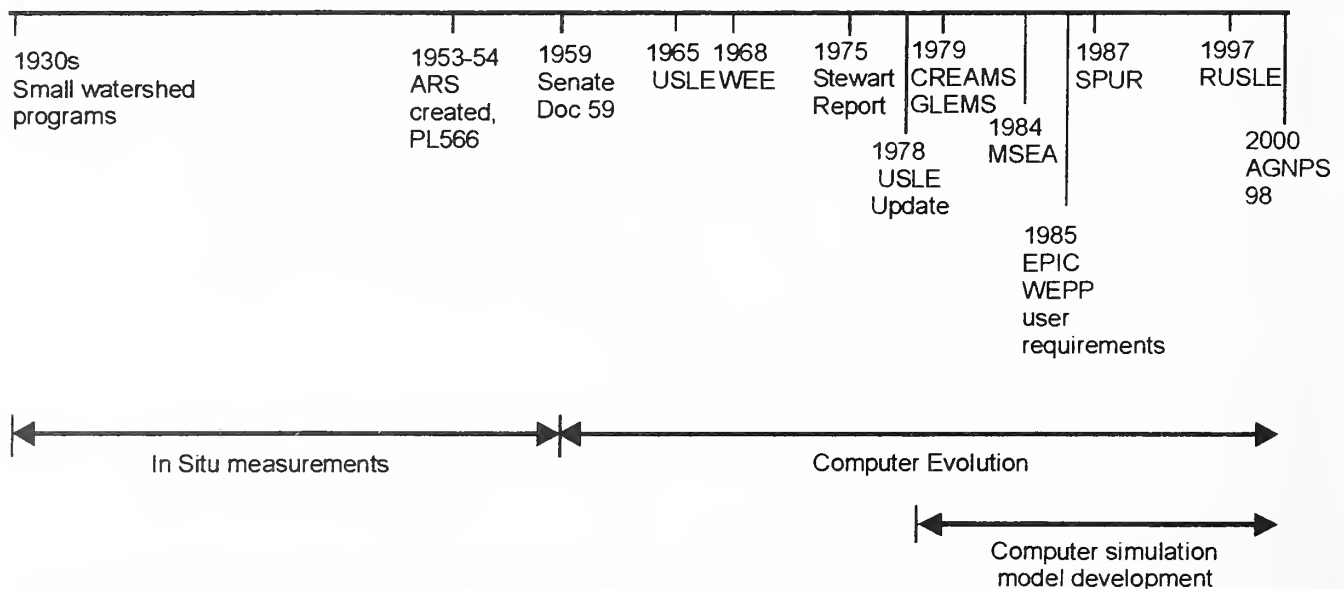 1930s
Small watershed
programs
1953-54
ARS
created,
PL566
1959
Senate
Doc 59
1965
USLE
1968
WEE
1975
Stewart
Report
1978
USLE
Update
1979
CREAMS
GLEMS
1984
MSEA
1985
EPIC
WEPP
user
requirements
1987
SPUR
1997
RUSLE
2000
AGNPS
98
In Situ measurements
Computer Evolution
Computer simulation
model development